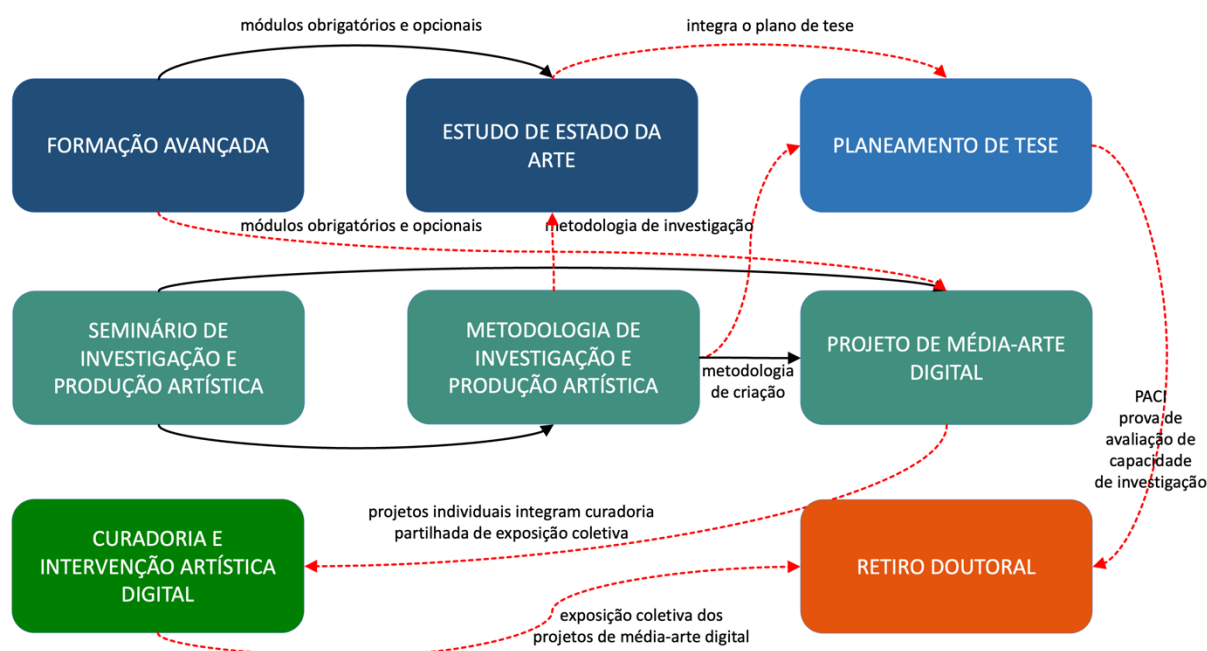 módulos obrigatórios e opcionais
integra o plano de tese
FORMAÇÃO AVANÇADA
ESTUDO DE ESTADO DA
ARTE
PLANEAMENTO DE TESE
módulos obrigatórios e opcionais
metodologia de investigação
SEMINÁRIO DE
INVESTIGAÇÃO E
PRODUÇÃO ARTÍSTICA
METODOLOGIA DE
INVESTIGAÇÃO E
PRODUÇÃO ARTÍSTICA
metodologia
de criação
PROJETO DE MÉDIA-ARTE
DIGITAL
PACI
prova de
avaliação de
capacidade
de investigação
CURADORIA E
INTERVENÇÃO ARTÍSTICA
DIGITAL
projetos individuais integram curadoria
partilhada de exposição coletiva
RETIRO DOUTORAL
exposição coletiva dos
projetos de média-arte digital